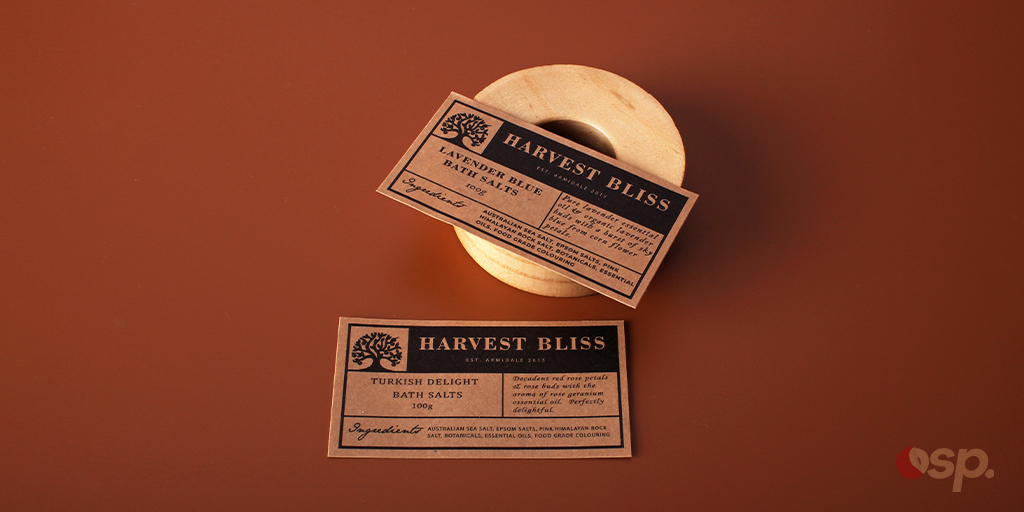 HARVEST BLISS
EST. ARMIDALE 2013
LAVENDER BLUE
BATH SALTS
100g
Pure lavender essential
oil & organic lavender
buds with a burst of sky
blue from corn flower
petals.
Ingredients
AUSTRALIAN SEA SALT, EPSOM SALTS, PINK
HIMALAYAN ROCK SALT, BOTANICALS, ESSENTIAL
OILS, FOOD GRADE COLOURING
HARVEST BLISS
EST. ARMIDALE 2013
TURKISH DELIGHT
BATH SALTS
100g
Decadent red rose petals
& rose buds with the
aroma of rose geranium
essential oil. Perfectly
delightful.
Ingredients
AUSTRALIAN SEA SALT, EPSOM SALTS, PINK HIMALAYAN ROCK
SALT, BOTANICALS, ESSENTIAL OILS, FOOD GRADE COLOURING
osp.